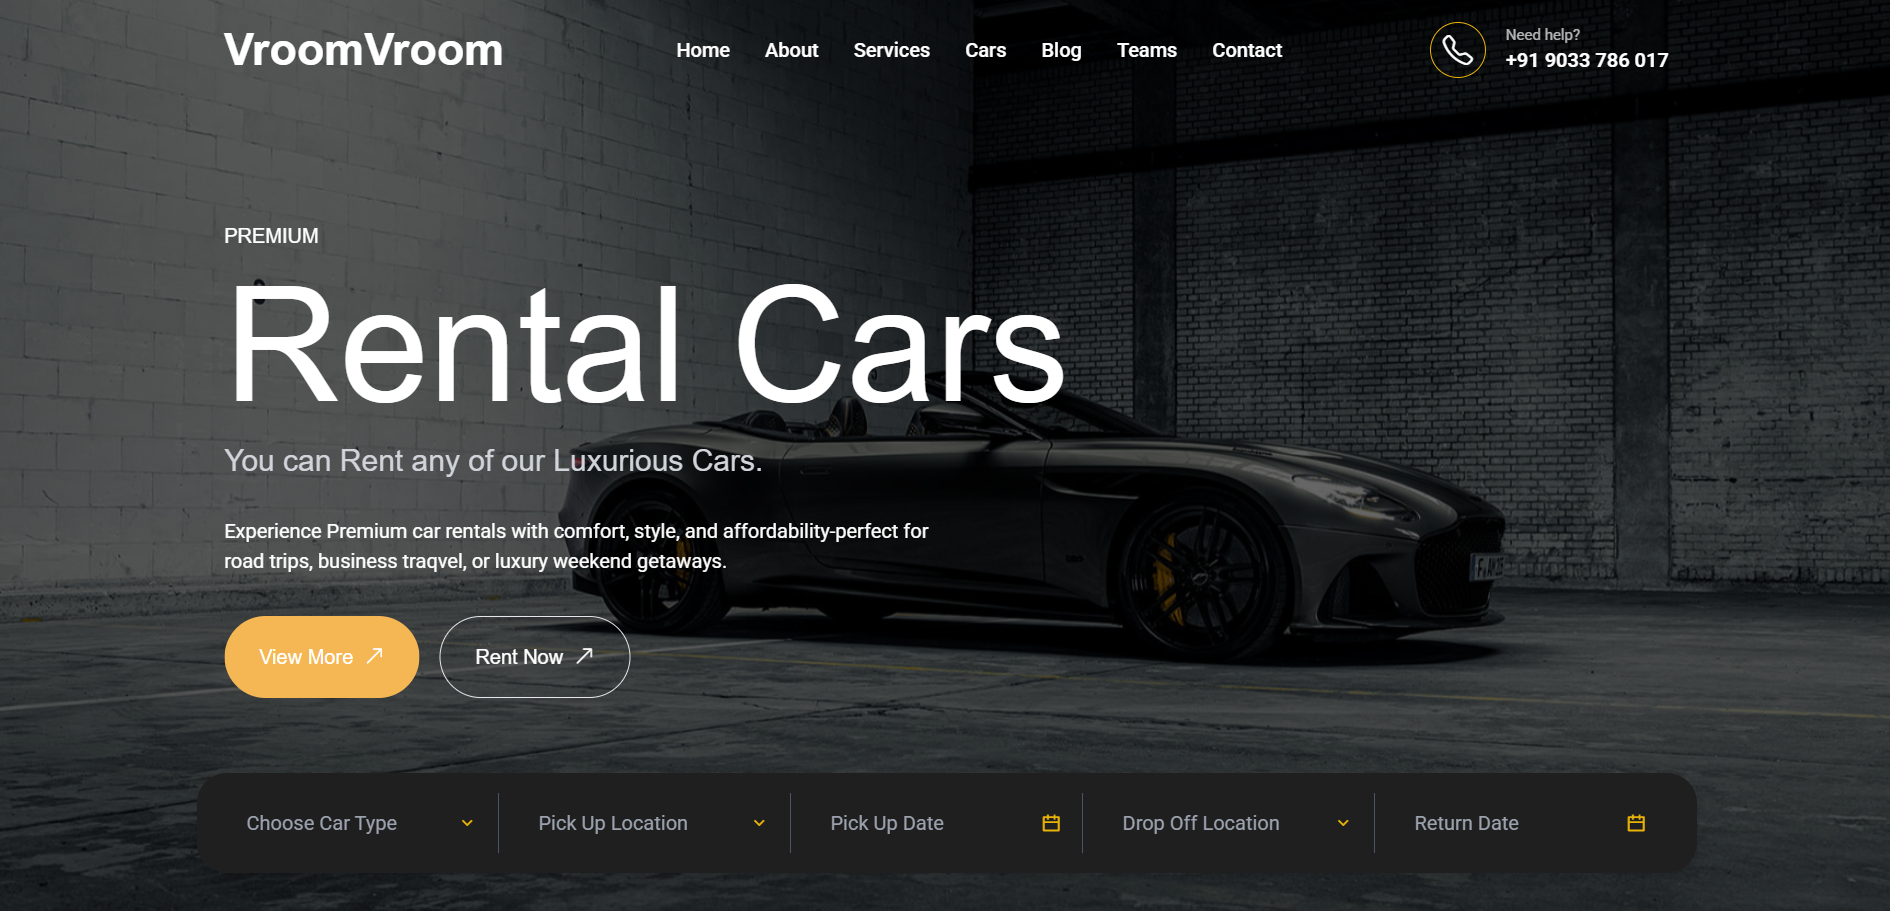 VroomVroom
Home About Services Cars Blog Teams Contact
Need help?
+91 9033 786 017
PREMIUM
Rental Cars
You can Rent any of our Luxurious Cars.
Experience Premium car rentals with comfort, style, and affordability-perfect for
road trips, business traqvel, or luxury weekend getaways.
View More
Rent Now
Choose Car Type
Pick Up Location
Pick Up Date
Drop Off Location
Return Date